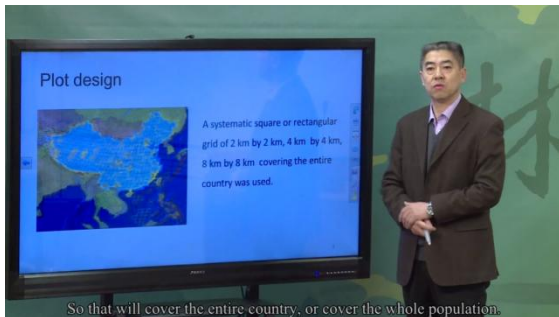 Plot design
A systematic square or rectangular
grid of 2 km by 2 km, 4 km by 4 km,
8 km by 8 km covering the entire
country was used.
So that will cover the entire country, or cover the whole population.